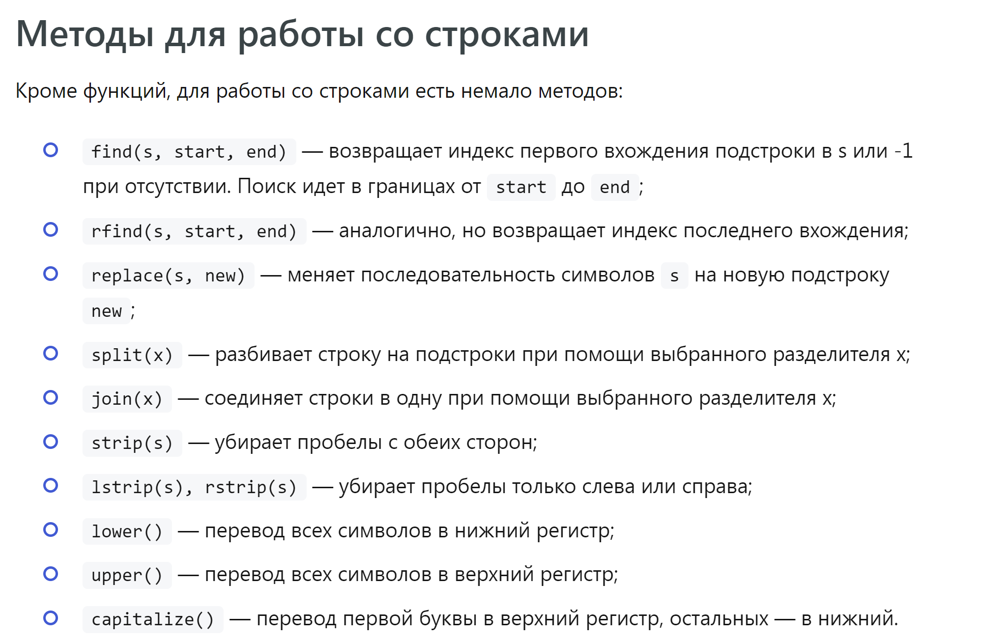 Методы для работы со строками
Кроме функций, для работы со строками есть немало методов:
find(s, start, end) — возвращает индекс первого вхождения подстроки в s или -1
при отсутствии. Поиск идет в границах от start до end;
rfind(s, start, end) — аналогично, но возвращает индекс последнего вхождения;
replace(s, new) — меняет последовательность символов s на новую подстроку
new;
split(x) — разбивает строку на подстроки при помощи выбранного разделителя x;
join(x) — соединяет строки в одну при помощи выбранного разделителя x;
strip(s) — убирает пробелы с обеих сторон;
lstrip(s), rstrip(s) — убирает пробелы только слева или справа;
lower() — перевод всех символов в нижний регистр;
upper() — перевод всех символов в верхний регистр;
capitalize() — перевод первой буквы в верхний регистр, остальных — в нижний.